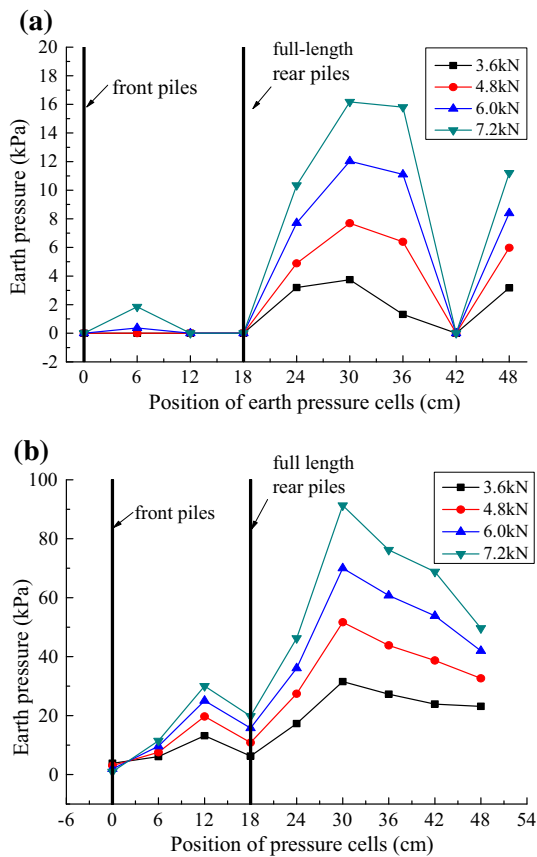 (a)
20
18
16
14
12
10
8
6
4
2
0
-2
Earth pressure (kPa)
front piles
full-length
rear piles
3.6kN
4.8kN
6.0kN
7.2kN
0 6 12 18 24 30 36 42 48
Position of earth pressure cells (cm)
(b)
100
80
60
40
20
0
Earth pressure (kPa)
front piles
full length
rear piles
3.6kN
4.8kN
6.0kN
7.2kN
-6 0 6 12 18 24 30 36 42 48 54
Position of pressure cells (cm)